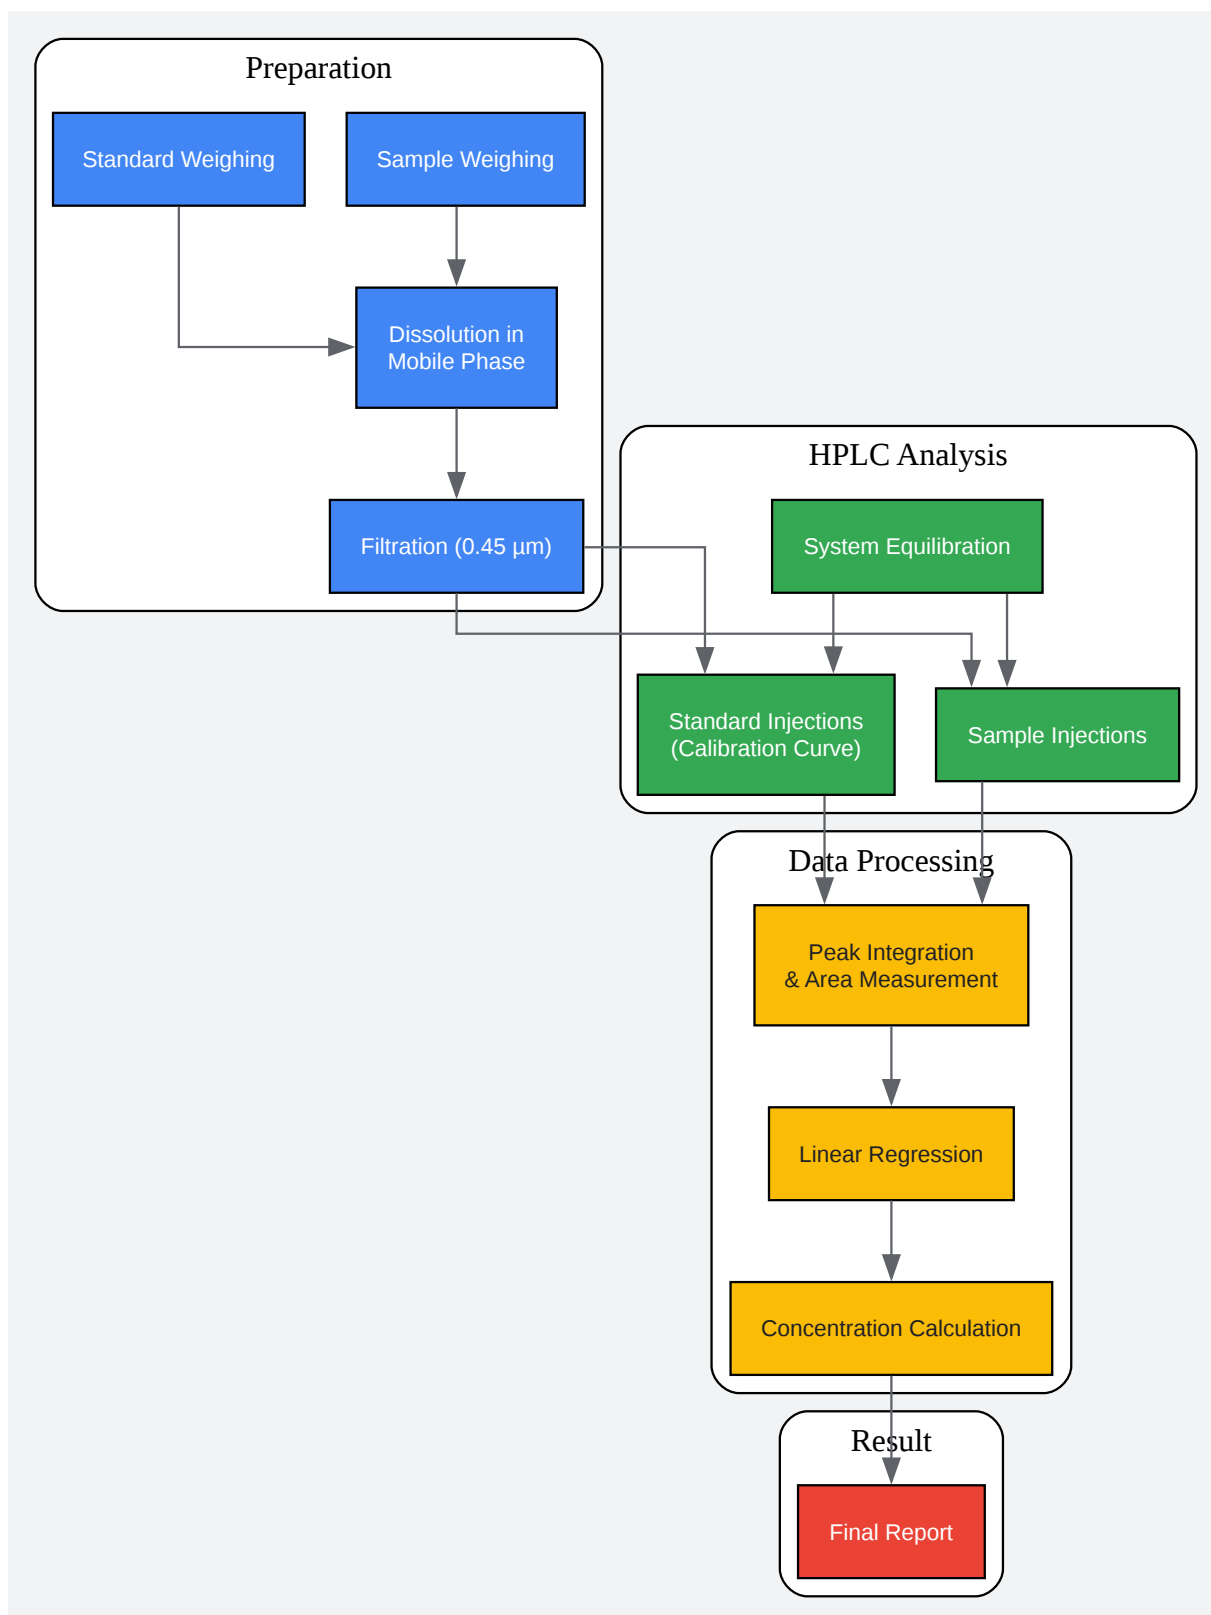 Preparation
Standard Weighing
Sample Weighing
Dissolution in
Mobile Phase
Filtration (0.45 µm)
HPLC Analysis
System Equilibration
Standard Injections
(Calibration Curve)
Sample Injections
Data Processing
Peak Integration
& Area Measurement
Linear Regression
Concentration Calculation
Result
Final Report